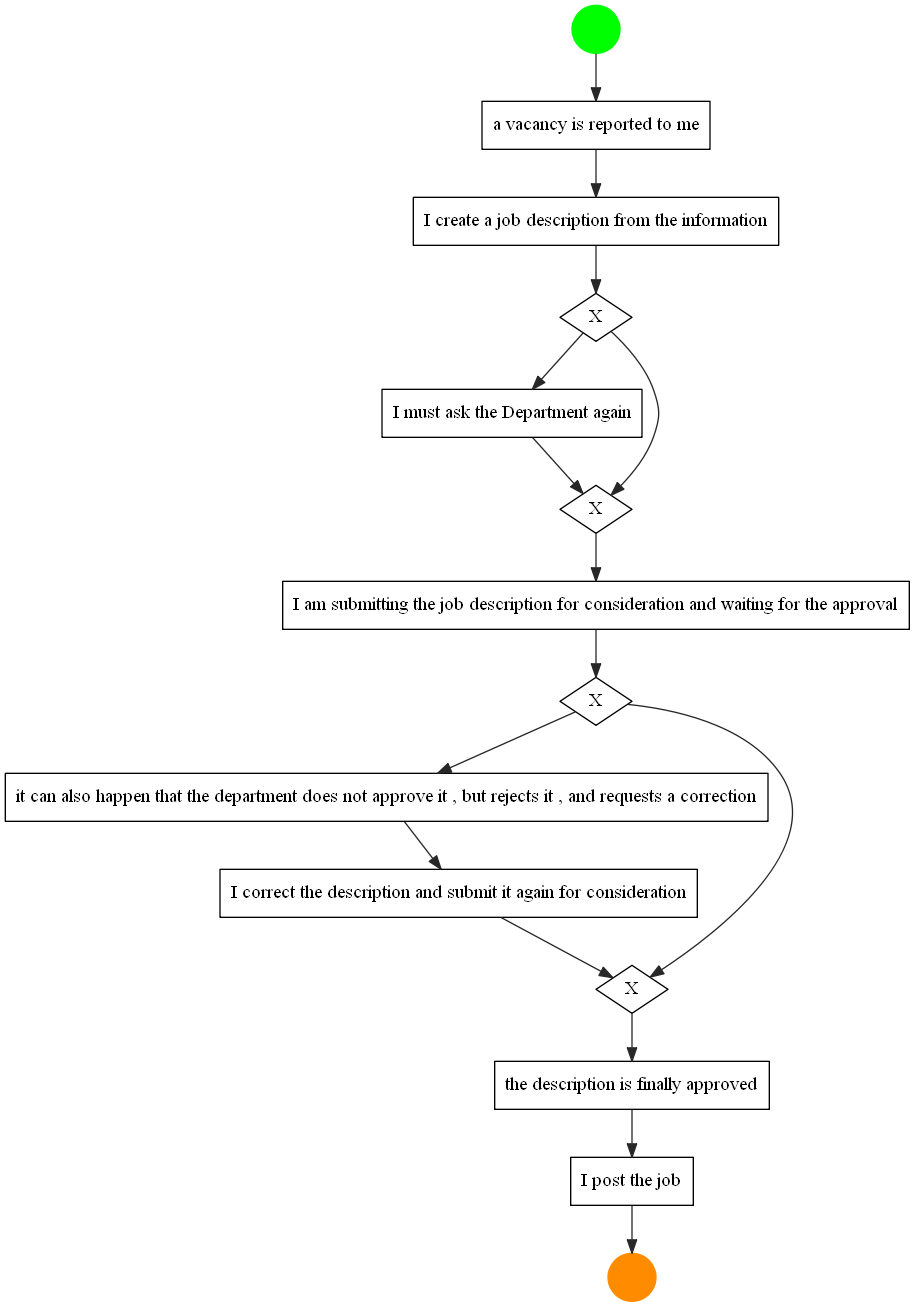 a vacancy is reported to me
I create a job description from the information
X
I must ask the Department again
X
I am submitting the job description for consideration and waiting for the approval
X
it can also happen that the department does not approve it , but rejects it , and requests a correction
I correct the description and submit it again for consideration
X
the description is finally approved
I post the job